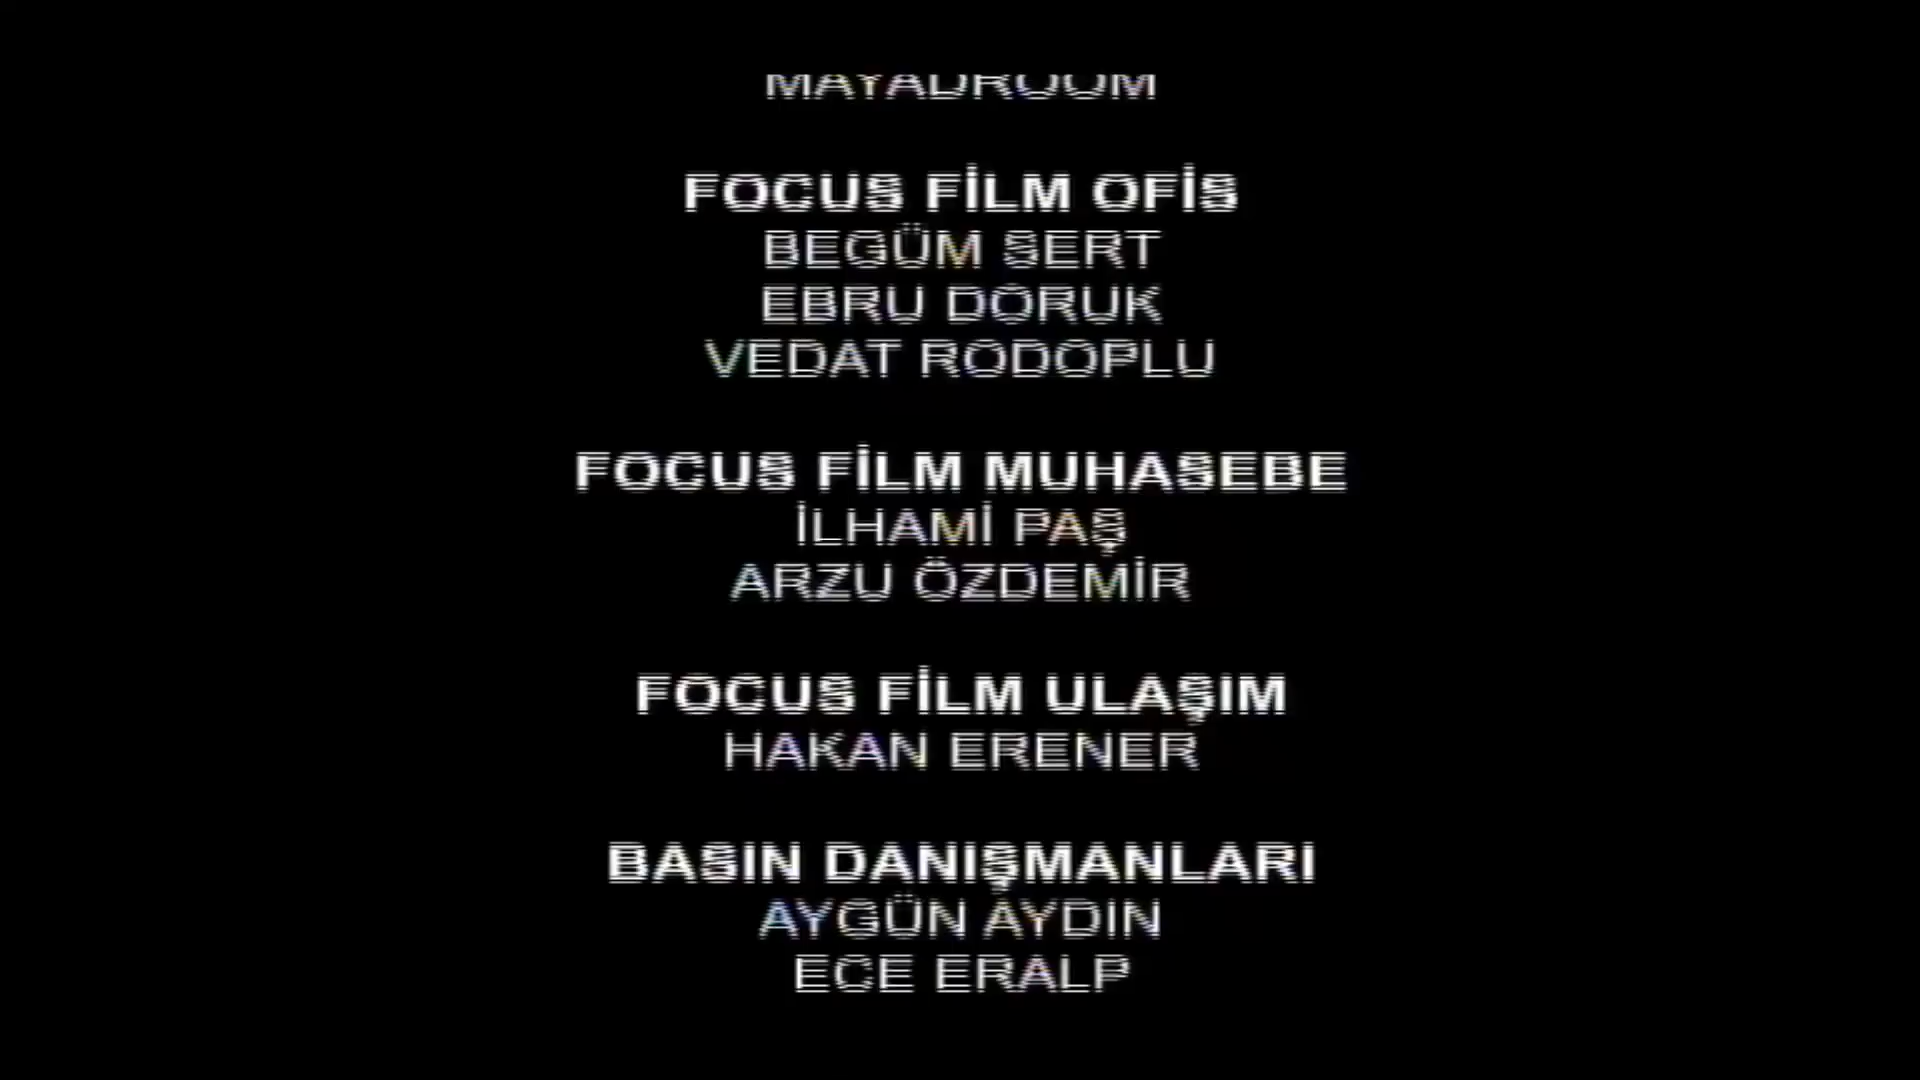 FOCUS FİLM OFİS
BEGÜM SERT
EBRU DORUK
VEDAT RODOPLU
FOCUS FİLM MUHASEBE
İLHAMİ PAŞ
ARZU ÖZDEMİR
FOCUS FİLM ULAŞIM
HAKAN ERENER
BASIN DANIŞMANLARI
AYGÜN AYDIN
ECE ERALP